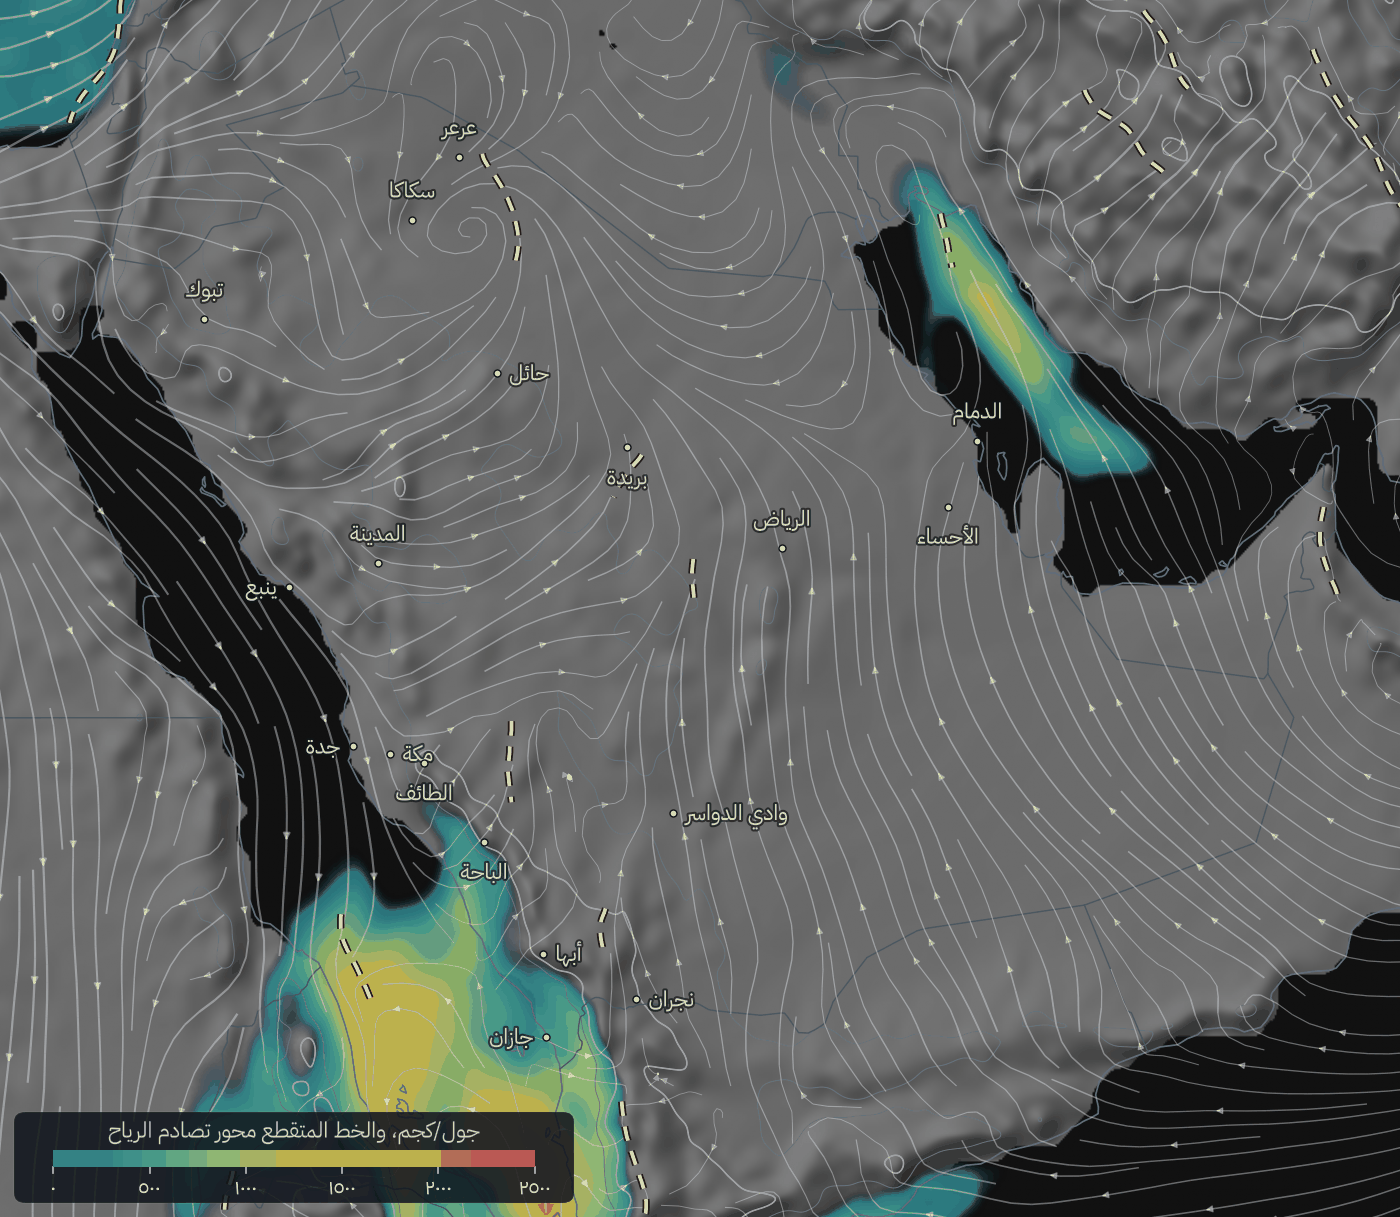 عرعر
سكاكا
تبوك
حائل
الدمام
بريدة
الرياض
الأحساء
المدينة
ينبع
جدة
مكة
الطائف
وادي الدواسر
الباحة
أبها
نجران
جازان
جول/كجم، والخط المتقطع محور تصادم الرياح
٠ ٥٠٠ ١٠٠٠ ١٥٠٠ ٢٠٠٠ ٢٥٠٠